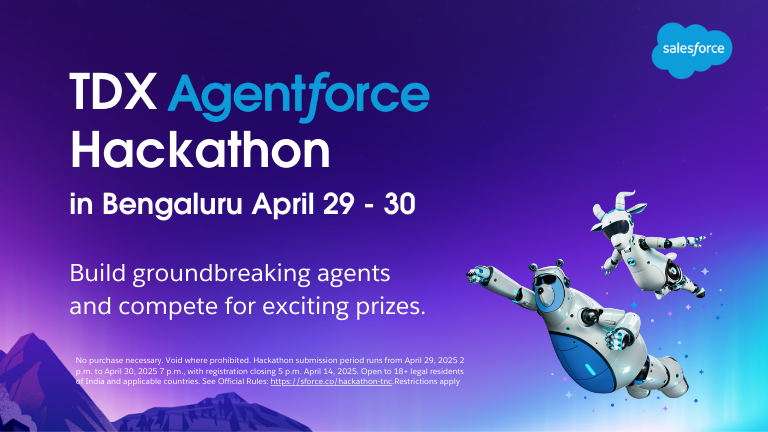 salesforce
TDX Agentforce
Hackathon
in Bengaluru April 29 - 30
Build groundbreaking agents
and compete for exciting prizes.
No purchase necessary. Void where prohibited. Hackathon submission period runs from April 29, 2025 2
p.m. to April 30, 2025 7 p.m., with registration closing 5 p.m. April 14, 2025. Open to 18+ legal residents
of India and applicable countries. See Official Rules: https://sforce.co/hackathon-tnc.Restrictions apply